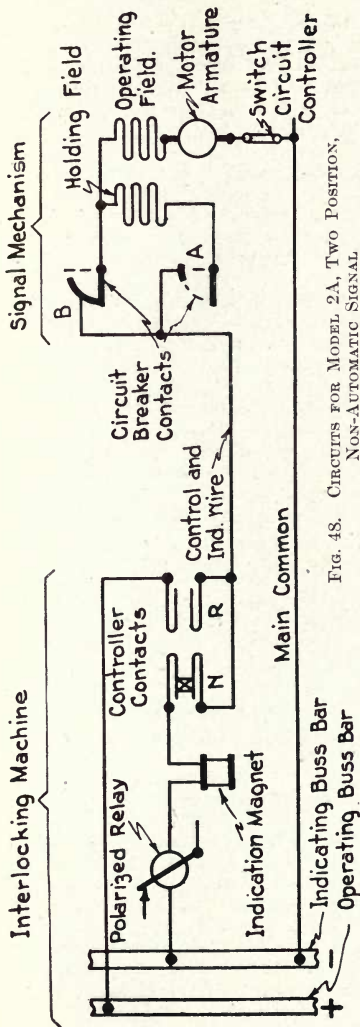 Interlocking Machine
Signal Mechanism
Polarized Relay
Controller
Contacts
N
R
Control and
Ind. Wire
Circuit
Breaker
Contacts
B
A
Holding Field
Operating
Field.
Motor
Armature
Switch
Circuit
Controller
Indication Magnet
Main Common
Indicating Buss Bar
Operating Buss Bar
+
-
FIG. 48. CIRCUITS FOR MODEL 2A, TWO POSITION,
NON-AUTOMATIC SIGNAL